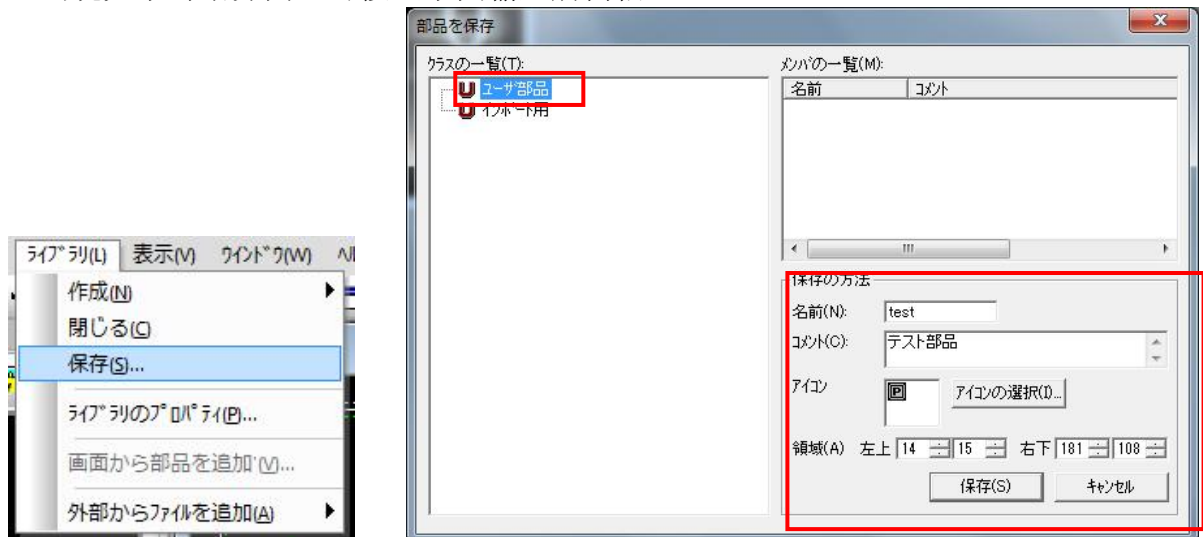 ライブラリ(L) 表示(V) ウインドウ(W)
作成(N)
閉じる(C)
保存(S)...
ライブラリのプロパティ(P)...
画面から部品を追加(V)...
外部からファイルを追加(A)
部品を保存
クラスの一覧(T):
ユーザ部品
インポート用
メンバの一覧(M):
名前 コメント
保存の方法
名前(N): test
コメント(C): テスト部品
アイコン P アイコンの選択(I)...
領域(A) 左上 14 15 右下 181 108
保存(S) キャンセル